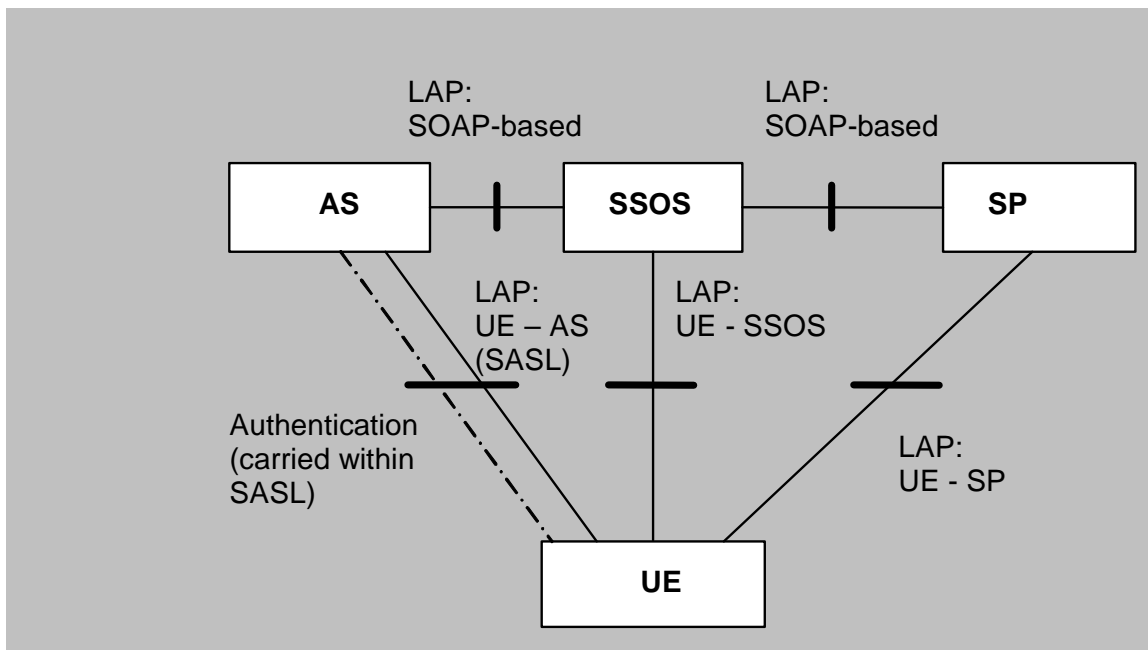 LAP:
SOAP-based
LAP:
SOAP-based
AS
SSOS
SP
LAP:
UE – AS
(SASL)
LAP:
UE - SSOS
Authentication
(carried within
SASL)
LAP:
UE - SP
UE